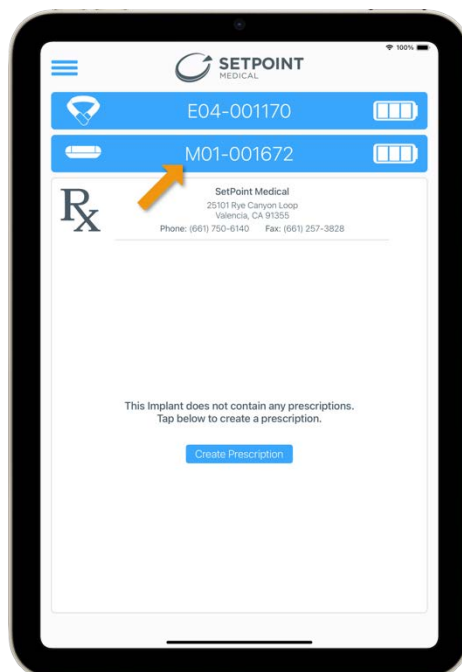 100%
SETPOINT
MEDICAL
E04-001170
M01-001672
Rx
SetPoint Medical
25101 Rye Canyon Loop
Valencia, CA 91355
Phone: (661) 750-6140 Fax: (661) 257-3828
This Implant does not contain any prescriptions.
Tap below to create a prescription.
Create Prescription